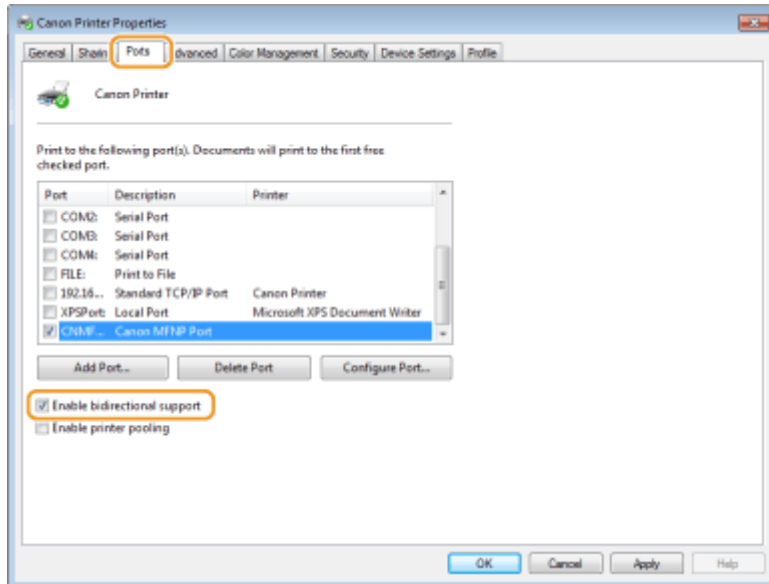 Canon Printer Properties
General Sharin Ports dvanced Color Management Security Device Settings Profile
Canon Printer
Print to the following port(s). Documents will print to the first free
checked port.
Port Description Printer
COM2: Serial Port
COM3: Serial Port
COM4: Serial Port
FILE: Print to File
192.16... Standard TCP/IP Port Canon Printer
XPSPort: Local Port Microsoft XPS Document Writer
CNMF... Canon MFNP Port
Add Port... Delete Port Configure Port...
Enable bidirectional support
Enable printer pooling
OK Cancel Apply Help